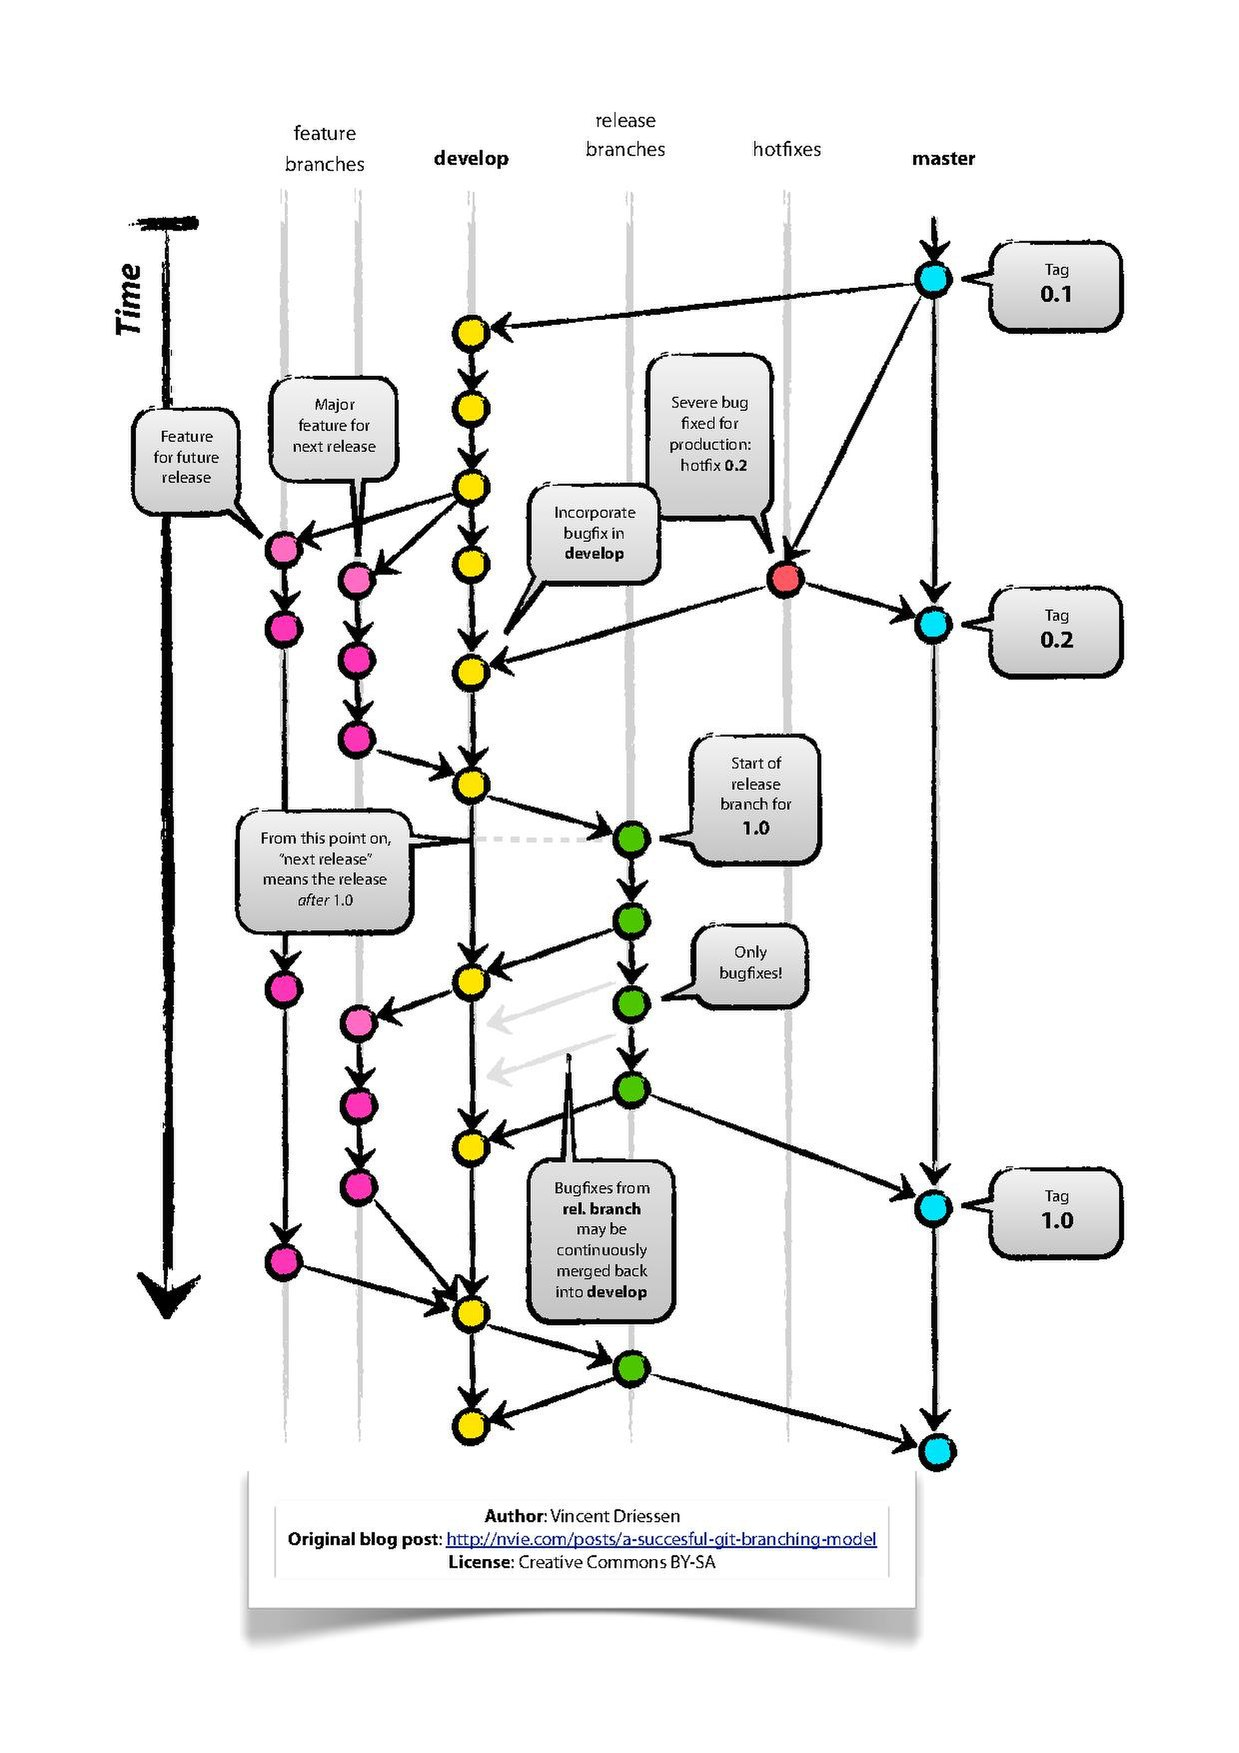 feature
branches
develop
release
branches
hotfixes
master
Time
Tag
0.1
Major
feature for
next release
Feature
for future
release
Severe bug
fixed for
production:
hotfix 0.2
Incorporate
bugfix in
develop
Tag
0.2
Start of
release
branch for
1.0
From this point on,
“next release”
means the release
after 1.0
Only
bugfixes!
Bugfixes from
rel. branch
may be
continuously
merged back
into develop
Tag
1.0
Author: Vincent Driessen
Original blog post: http://nvie.com/posts/a-succesful-git-branching-model
License: Creative Commons BY-SA